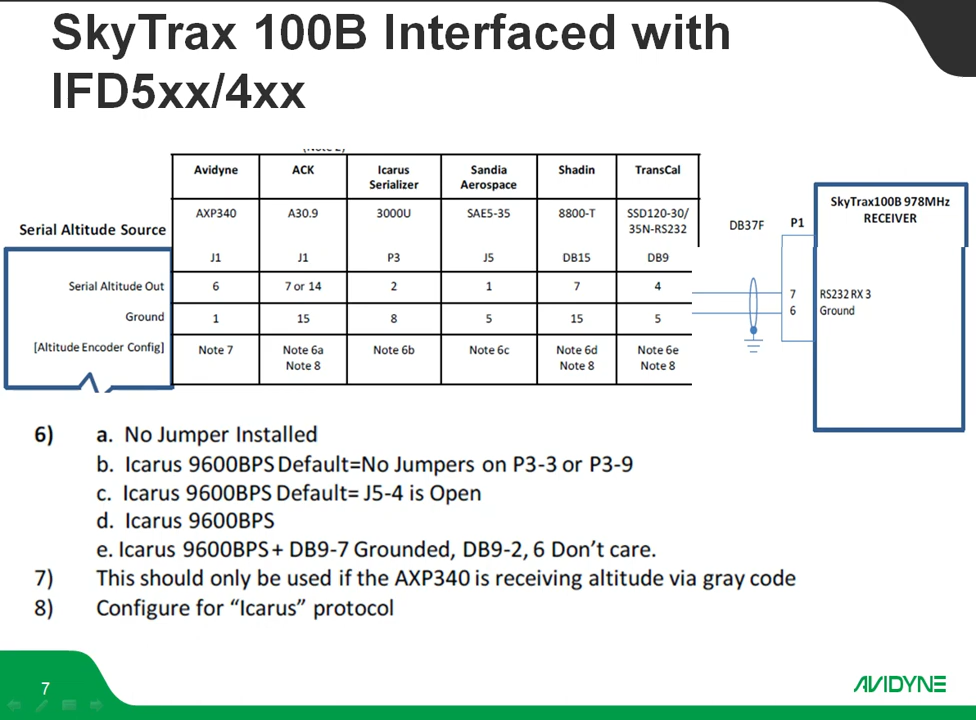 SkyTrax 100B Interfaced with
IFD5xx/4xx
Avidyne ACK Icarus Serializer Sandia Aerospace Shadin TransCal
Serial Altitude Source AXP340 A30.9 3000U SAE5-35 8800-T SSD120-30/ 35N-RS232
J1 J1 P3 J5 DB15 DB9
Serial Altitude Out 6 7 or 14 2 1 7 4
Ground 1 15 8 5 15 5
[Altitude Encoder Config] Note 7 Note 6a Note 8 Note 6b Note 6c Note 6d Note 8 Note 6e Note 8
DB37F P1
SkyTrax100B 978MHz
RECEIVER
7 RS232 RX 3
6 Ground
6) a. No Jumper Installed
b. Icarus 9600BPS Default=No Jumpers on P3-3 or P3-9
c. Icarus 9600BPS Default= J5-4 is Open
d. Icarus 9600BPS
e. Icarus 9600BPS+ DB9-7 Grounded, DB9-2, 6 Don't care.
7) This should only be used if the AXP340 is receiving altitude via gray code
8) Configure for “Icarus” protocol
7
AVIDYNE